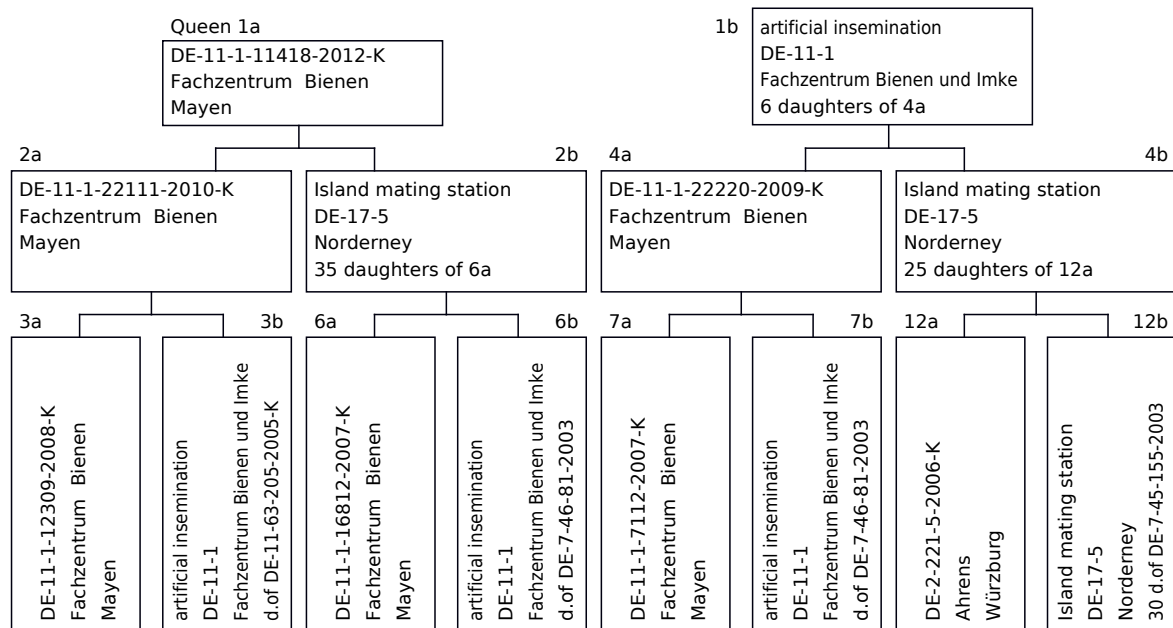 Queen 1a
DE-11-1-11418-2012-K
Fachzentrum Bienen
Mayen
1b
artificial insemination
DE-11-1
Fachzentrum Bienen und Imke
6 daughters of 4a
2a
DE-11-1-22111-2010-K
Fachzentrum Bienen
Mayen
2b
Island mating station
DE-17-5
Norderney
35 daughters of 6a
4a
DE-11-1-22220-2009-K
Fachzentrum Bienen
Mayen
4b
Island mating station
DE-17-5
Norderney
25 daughters of 12a
3a
DE-11-1-12309-2008-K
Fachzentrum Bienen
Mayen
3b
artificial insemination
DE-11-1
Fachzentrum Bienen und Imke
d.of DE-11-63-205-2005-K
6a
DE-11-1-16812-2007-K
Fachzentrum Bienen
Mayen
6b
artificial insemination
DE-11-1
Fachzentrum Bienen und Imke
d.of DE-7-46-81-2003
7a
DE-11-1-7112-2007-K
Fachzentrum Bienen
Mayen
7b
artificial insemination
DE-11-1
Fachzentrum Bienen und Imke
d.of DE-7-46-81-2003
12a
DE-2-221-5-2006-K
Ahrens
Würzburg
12b
Island mating station
DE-17-5
Norderney
30 d.of DE-7-45-155-2003